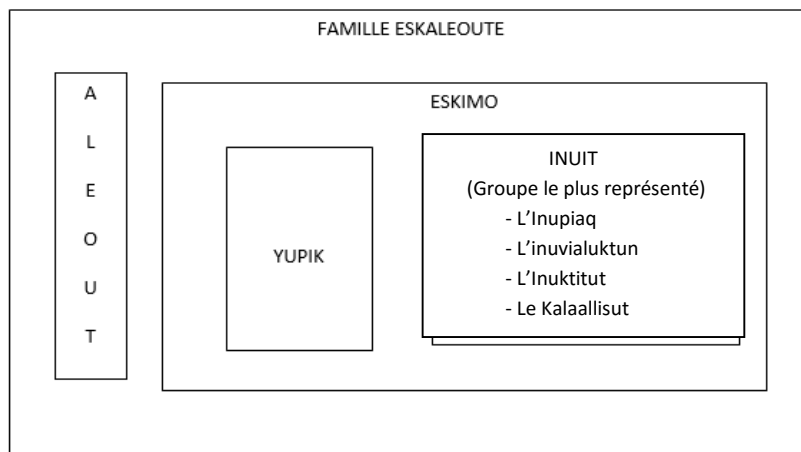 FAMILLE ESKALEOUTE
A
L
E
O
U
T
ESKIMO
YUPIK
INUIT
(Groupe le plus représenté)
- L’Inupiaq
- L’inuvialuktun
- L’Inuktitut
- Le Kalaallisut